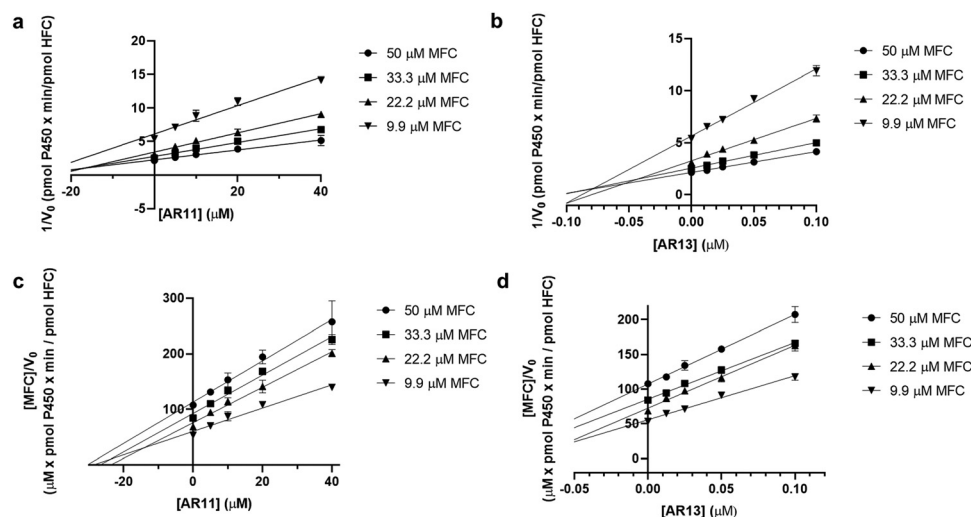 a
1/V₀ (pmol P450 x min/pmol HFC)
25
20
15
10
5
-5
-20
0
20
40
[AR11] (μM)
50 μM MFC
33.3 μM MFC
22.2 μM MFC
9.9 μM MFC
b
1/V₀ (pmol P450 x min/pmol HFC)
15
10
5
0
-0.10
-0.05
0.00
0.05
0.10
[AR13] (μM)
50 μM MFC
33.3 μM MFC
22.2 μM MFC
9.9 μM MFC
c
[MFC]/V₀
(μM x pmol P450 x min / pmol HFC)
300
200
100
-40
-20
0
20
40
[AR11] (μM)
50 μM MFC
33.3 μM MFC
22.2 μM MFC
9.9 μM MFC
d
[MFC]/V₀
(μM x pmol P450 x min / pmol HFC)
200
150
100
50
0
-0.05
0.00
0.05
0.10
[AR13] (μM)
50 μM MFC
33.3 μM MFC
22.2 μM MFC
9.9 μM MFC